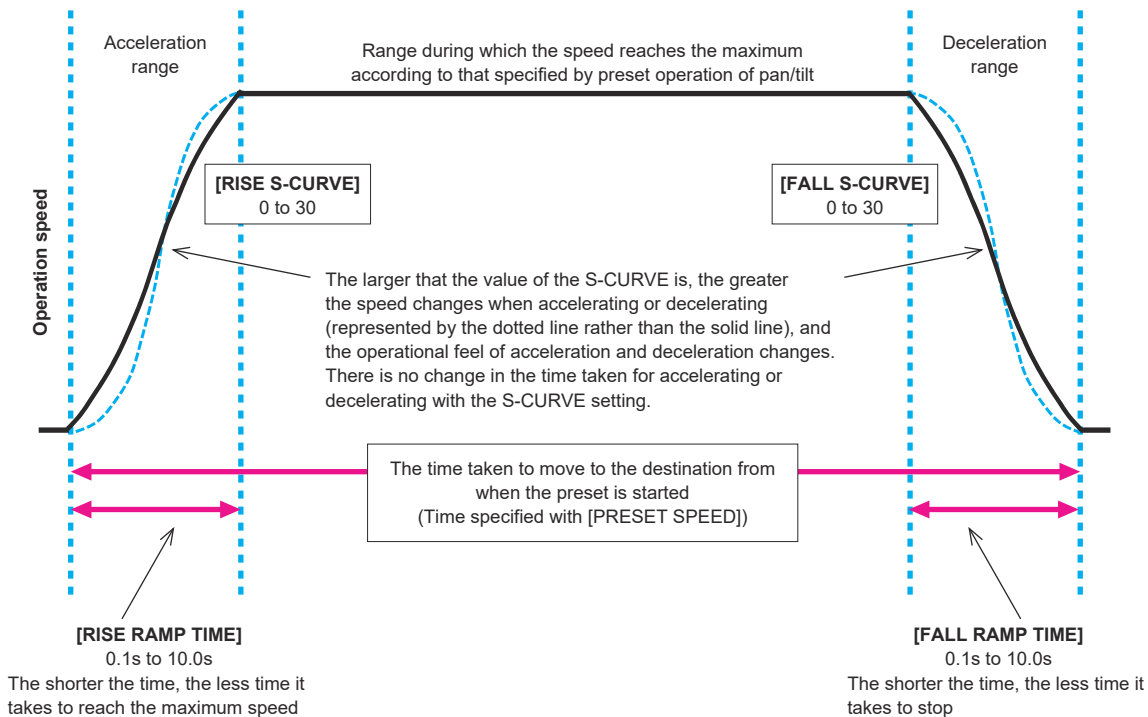 Acceleration
range
Range during which the speed reaches the maximum
according to that specified by preset operation of pan/tilt
Deceleration
range
Operation speed
[RISE S-CURVE]
0 to 30
[FALL S-CURVE]
0 to 30
The larger that the value of the S-CURVE is, the greater
the speed changes when accelerating or decelerating
(represented by the dotted line rather than the solid line), and
the operational feel of acceleration and deceleration changes.
There is no change in the time taken for accelerating or
decelerating with the S-CURVE setting.
The time taken to move to the destination from
when the preset is started
(Time specified with [PRESET SPEED])
[RISE RAMP TIME]
0.1s to 10.0s
The shorter the time, the less time it
takes to reach the maximum speed
[FALL RAMP TIME]
0.1s to 10.0s
The shorter the time, the less time it
takes to stop